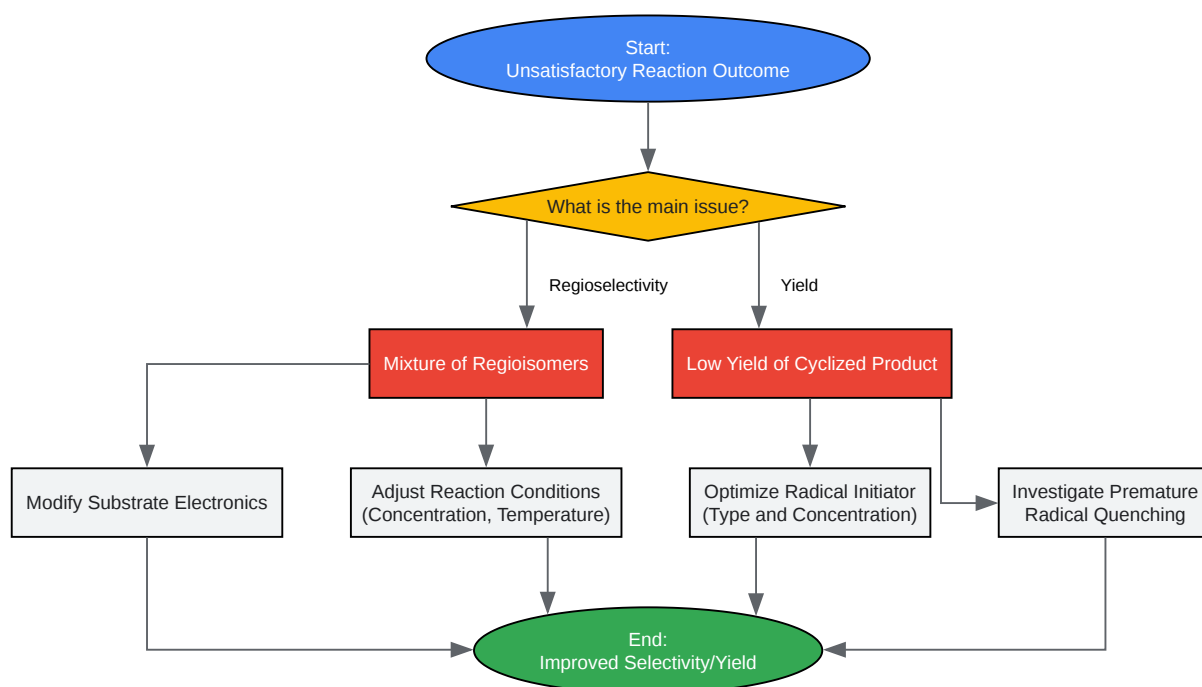 Start:
Unsatisfactory Reaction Outcome
What is the main issue?
Regioselectivity
Yield
Mixture of Regioisomers
Low Yield of Cyclized Product
Modify Substrate Electronics
Adjust Reaction Conditions
(Concentration, Temperature)
Optimize Radical Initiator
(Type and Concentration)
Investigate Premature
Radical Quenching
End:
Improved Selectivity/Yield